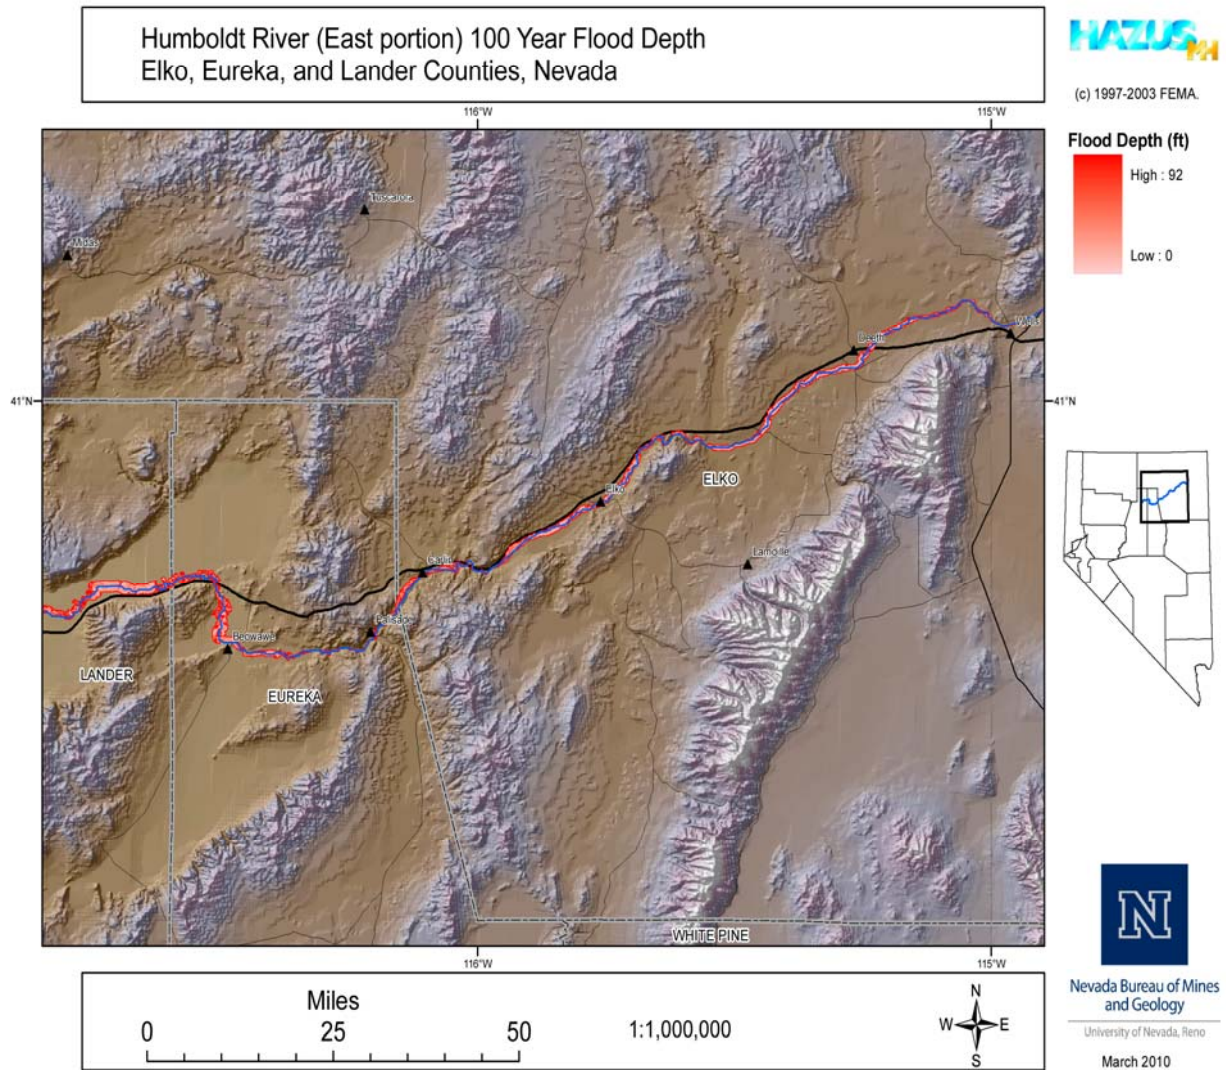 Humboldt River (East portion) 100 Year Flood Depth
Elko, Eureka, and Lander Counties, Nevada
HAZUS MH
(c) 1997-2003 FEMA.
116°W
115°W
Flood Depth (ft)
High : 92
Low : 0
Tuscarora
Midas
Wells
Deeth
41°N
41°N
ELKO
Elko
Lamoille
Carlin
Palisade
Beowawe
LANDER
EUREKA
WHITE PINE
116°W
115°W
Miles
0 25 50
1:1,000,000
N
W E
S
N
Nevada Bureau of Mines
and Geology
University of Nevada, Reno
March 2010